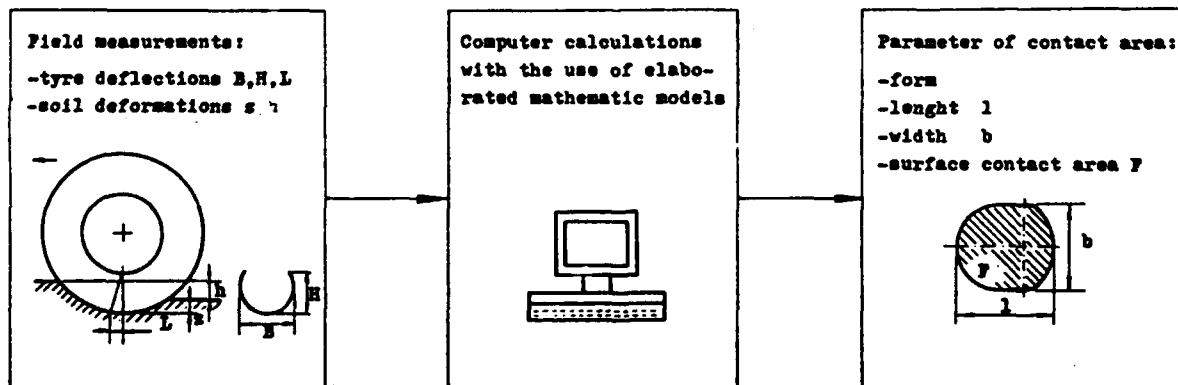 Field measurements:
-tyre deflections B,H,L
-soil deformations s
h
H
L
B
Computer calculations
with the use of elabo-
rated mathematic models
Parameter of contact area:
-form
-lenght l
-width b
-surface contact area F
b
F
l